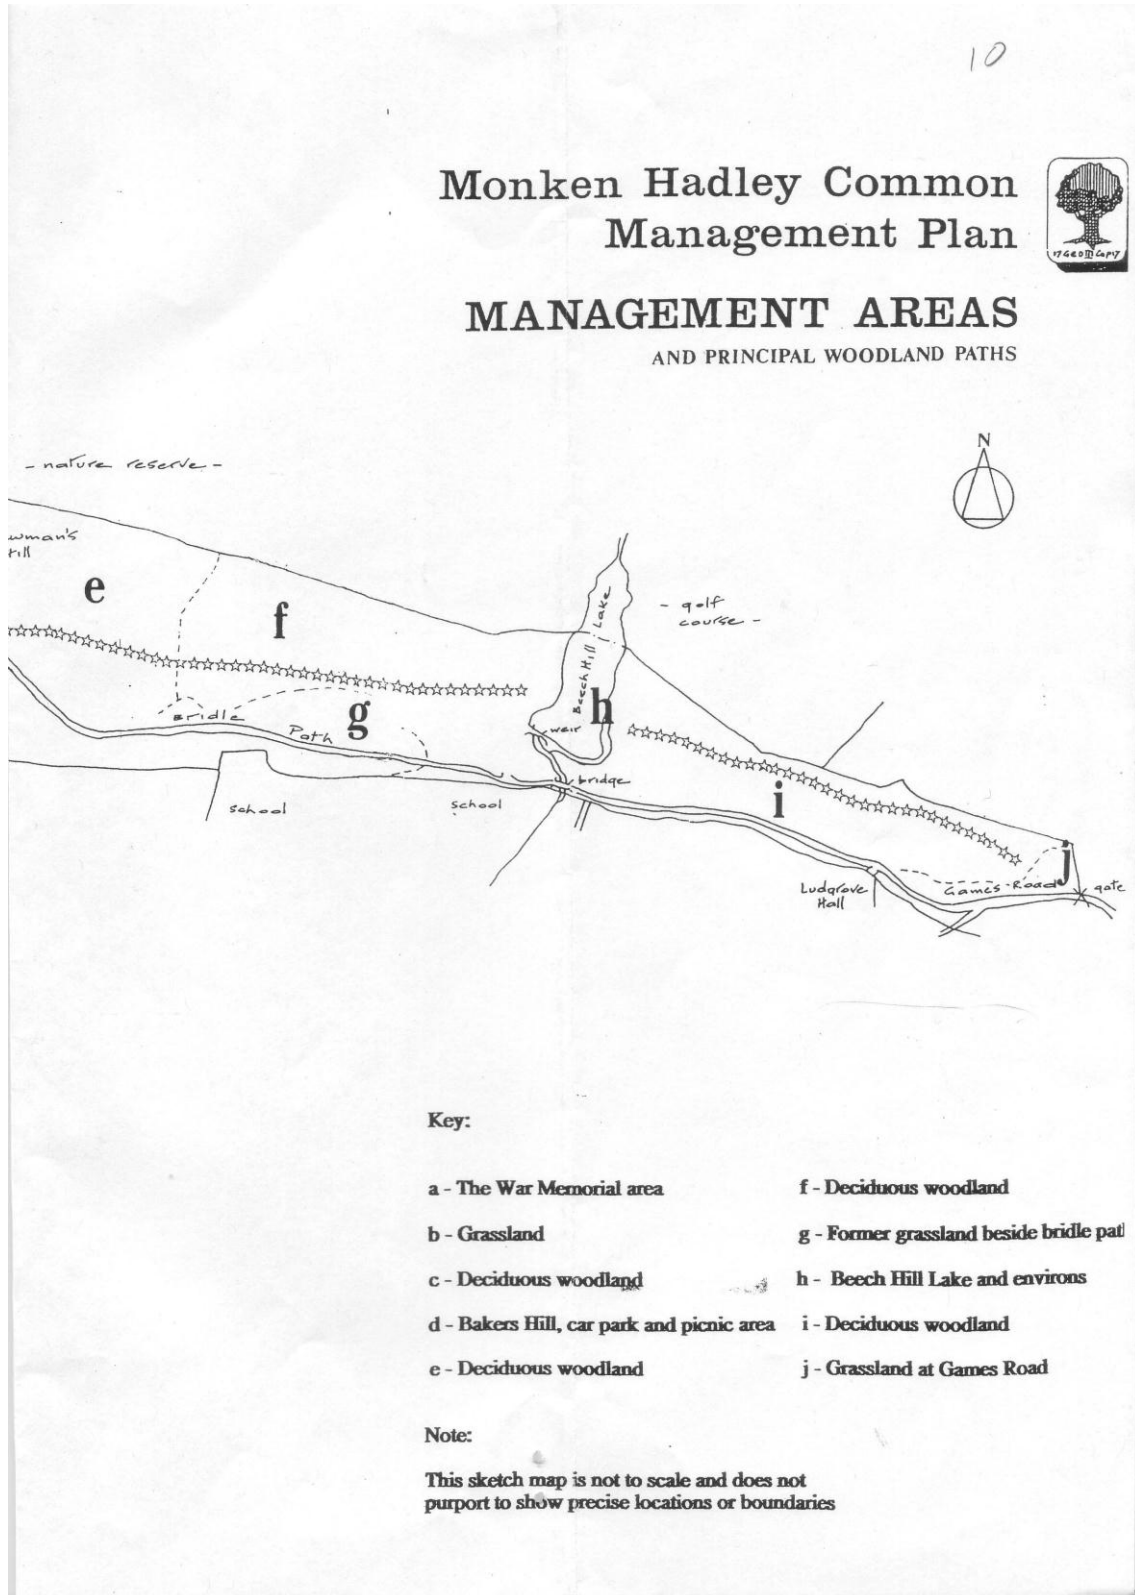 10
Monken Hadley Common
Management Plan
MANAGEMENT AREAS
AND PRINCIPAL WOODLAND PATHS
N
- nature reserve -
wman's
ill
e
f
- golf
course -
Beech Hill Lake
h
g
Bridle
Path
weir
bridge
i
school
school
j
Ludgrove
Hall
Games Road
gate
Key:
a - The War Memorial area
b - Grassland
c - Deciduous woodland
d - Bakers Hill, car park and picnic area
e - Deciduous woodland
f - Deciduous woodland
g - Former grassland beside bridle pat
h - Beech Hill Lake and environs
i - Deciduous woodland
j - Grassland at Games Road
Note:
This sketch map is not to scale and does not
purport to show precise locations or boundaries